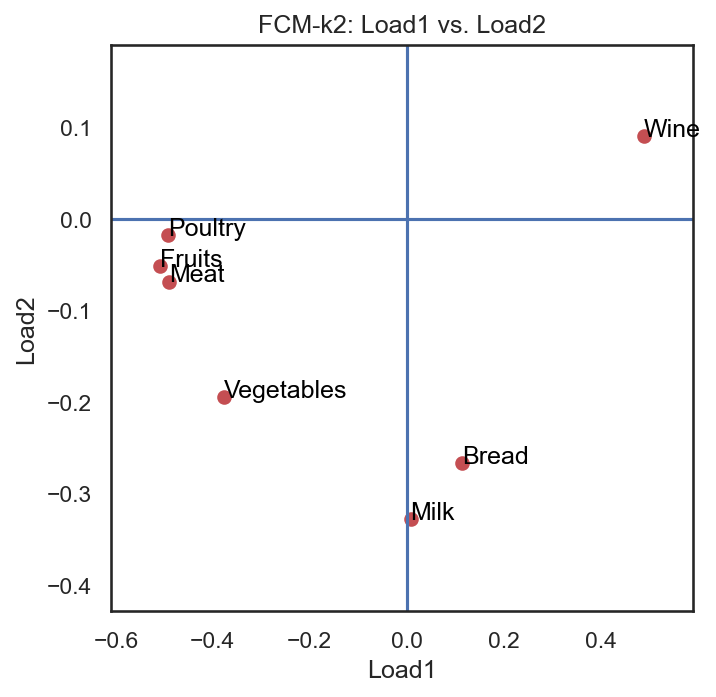 FCM-k2: Load1 vs. Load2
0.1
Wine
0.0
Poultry
Fruits
Meat
−0.1
Load2
Vegetables
−0.2
Bread
−0.3
Milk
−0.4
−0.6 −0.4 −0.2 0.0 0.2 0.4
Load1